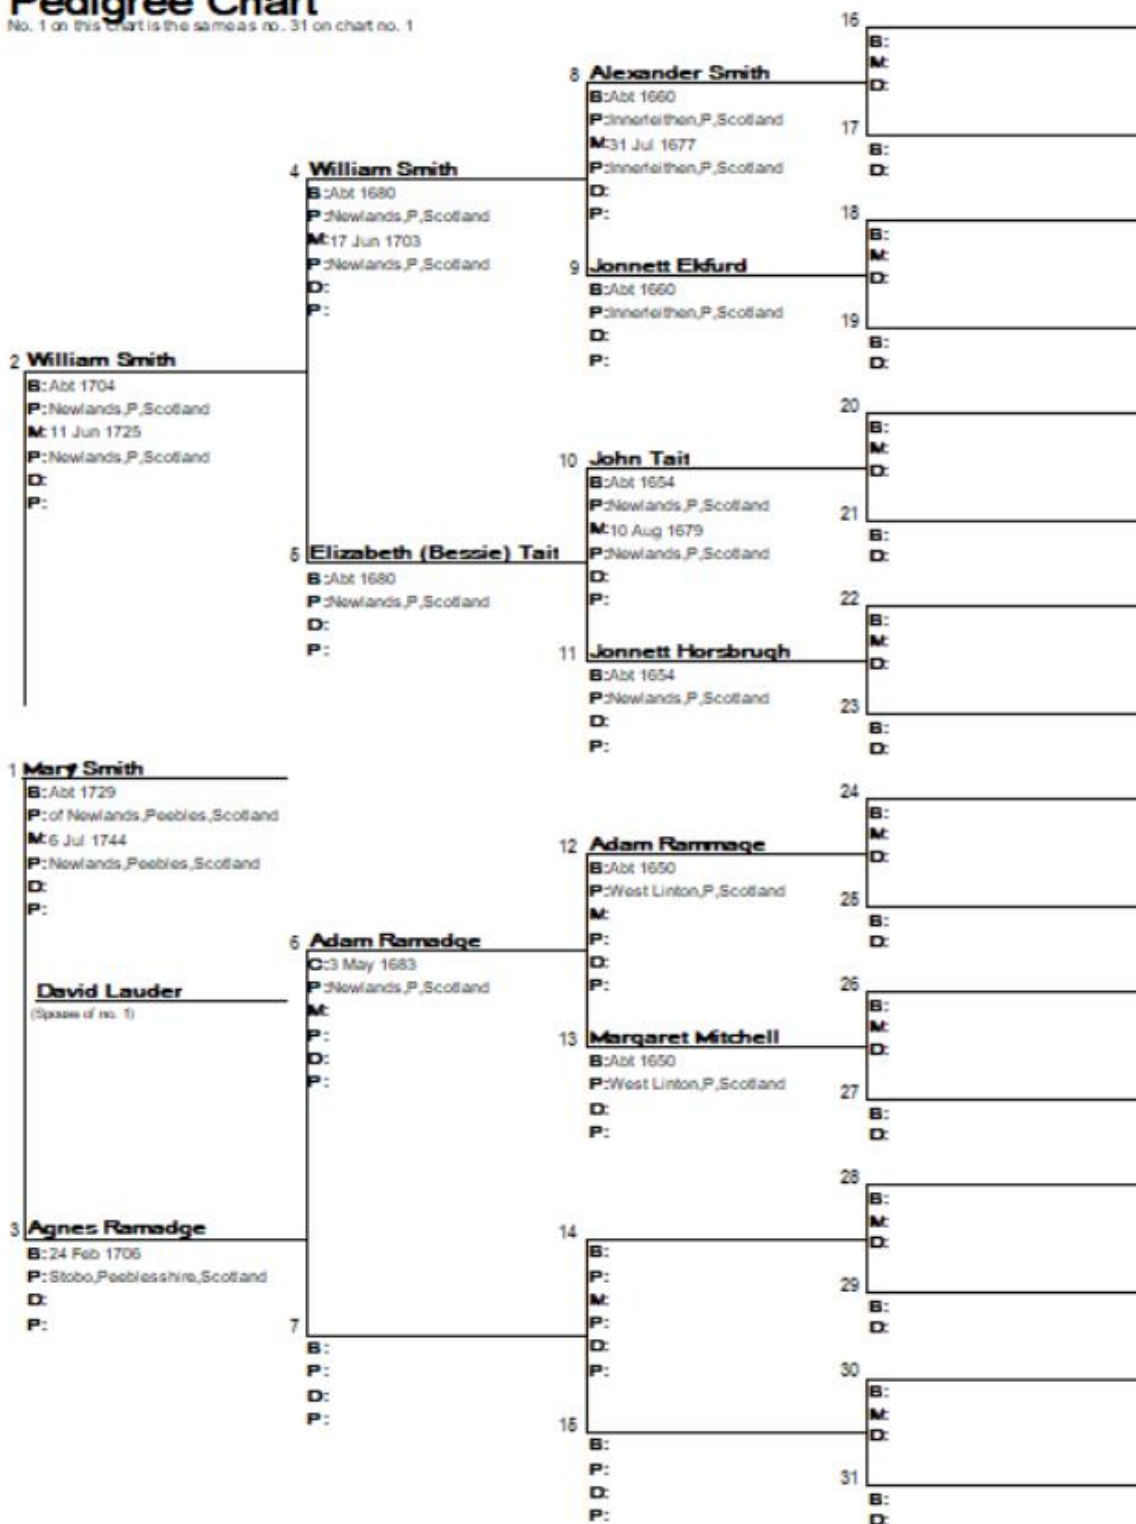 Pedigree Chart
No. 1 on this chart is the same as no. 31 on chart no. 1
16
B:
M:
D:
8 Alexander Smith
B:Abt 1660
P:Innerleithen,P,Scotland
M:31 Jul 1677
P:Innerleithen,P,Scotland
D:
P:
17
B:
D:
4 William Smith
B:Abt 1680
P:Newlands,P,Scotland
M:17 Jun 1703
P:Newlands,P,Scotland
D:
P:
18
B:
M:
D:
9 Jonnett Ekfurd
B:Abt 1660
P:Innerleithen,P,Scotland
D:
P:
19
B:
D:
2 William Smith
B:Abt 1704
P:Newlands,P,Scotland
M:11 Jun 1725
P:Newlands,P,Scotland
D:
P:
20
B:
M:
D:
10 John Tait
B:Abt 1654
P:Newlands,P,Scotland
M:10 Aug 1679
P:Newlands,P,Scotland
D:
P:
21
B:
D:
5 Elizabeth (Bessie) Tait
B:Abt 1680
P:Newlands,P,Scotland
D:
P:
22
B:
M:
D:
11 Jonnett Horsbrugh
B:Abt 1654
P:Newlands,P,Scotland
D:
P:
23
B:
D:
1 Mary Smith
B:Abt 1729
P:of Newlands,Peebles,Scotland
M:6 Jul 1744
P:Newlands,Peebles,Scotland
D:
P:
24
B:
M:
D:
12 Adam Rammage
B:Abt 1650
P:West Linton,P,Scotland
M:
P:
D:
P:
25
B:
D:
6 Adam Ramadge
C:3 May 1683
P:Newlands,P,Scotland
M:
P:
D:
P:
David Lauder
(Spouse of no. 1)
26
B:
M:
D:
13 Margaret Mitchell
B:Abt 1650
P:West Linton,P,Scotland
D:
P:
27
B:
D:
28
B:
M:
D:
3 Agnes Ramadge
B:24 Feb 1706
P:Stobo,Peeblesshire,Scotland
D:
P:
14
B:
P:
M:
P:
D:
P:
29
B:
D:
7
B:
P:
D:
P:
30
B:
M:
D:
15
B:
P:
D:
P:
31
B:
D: